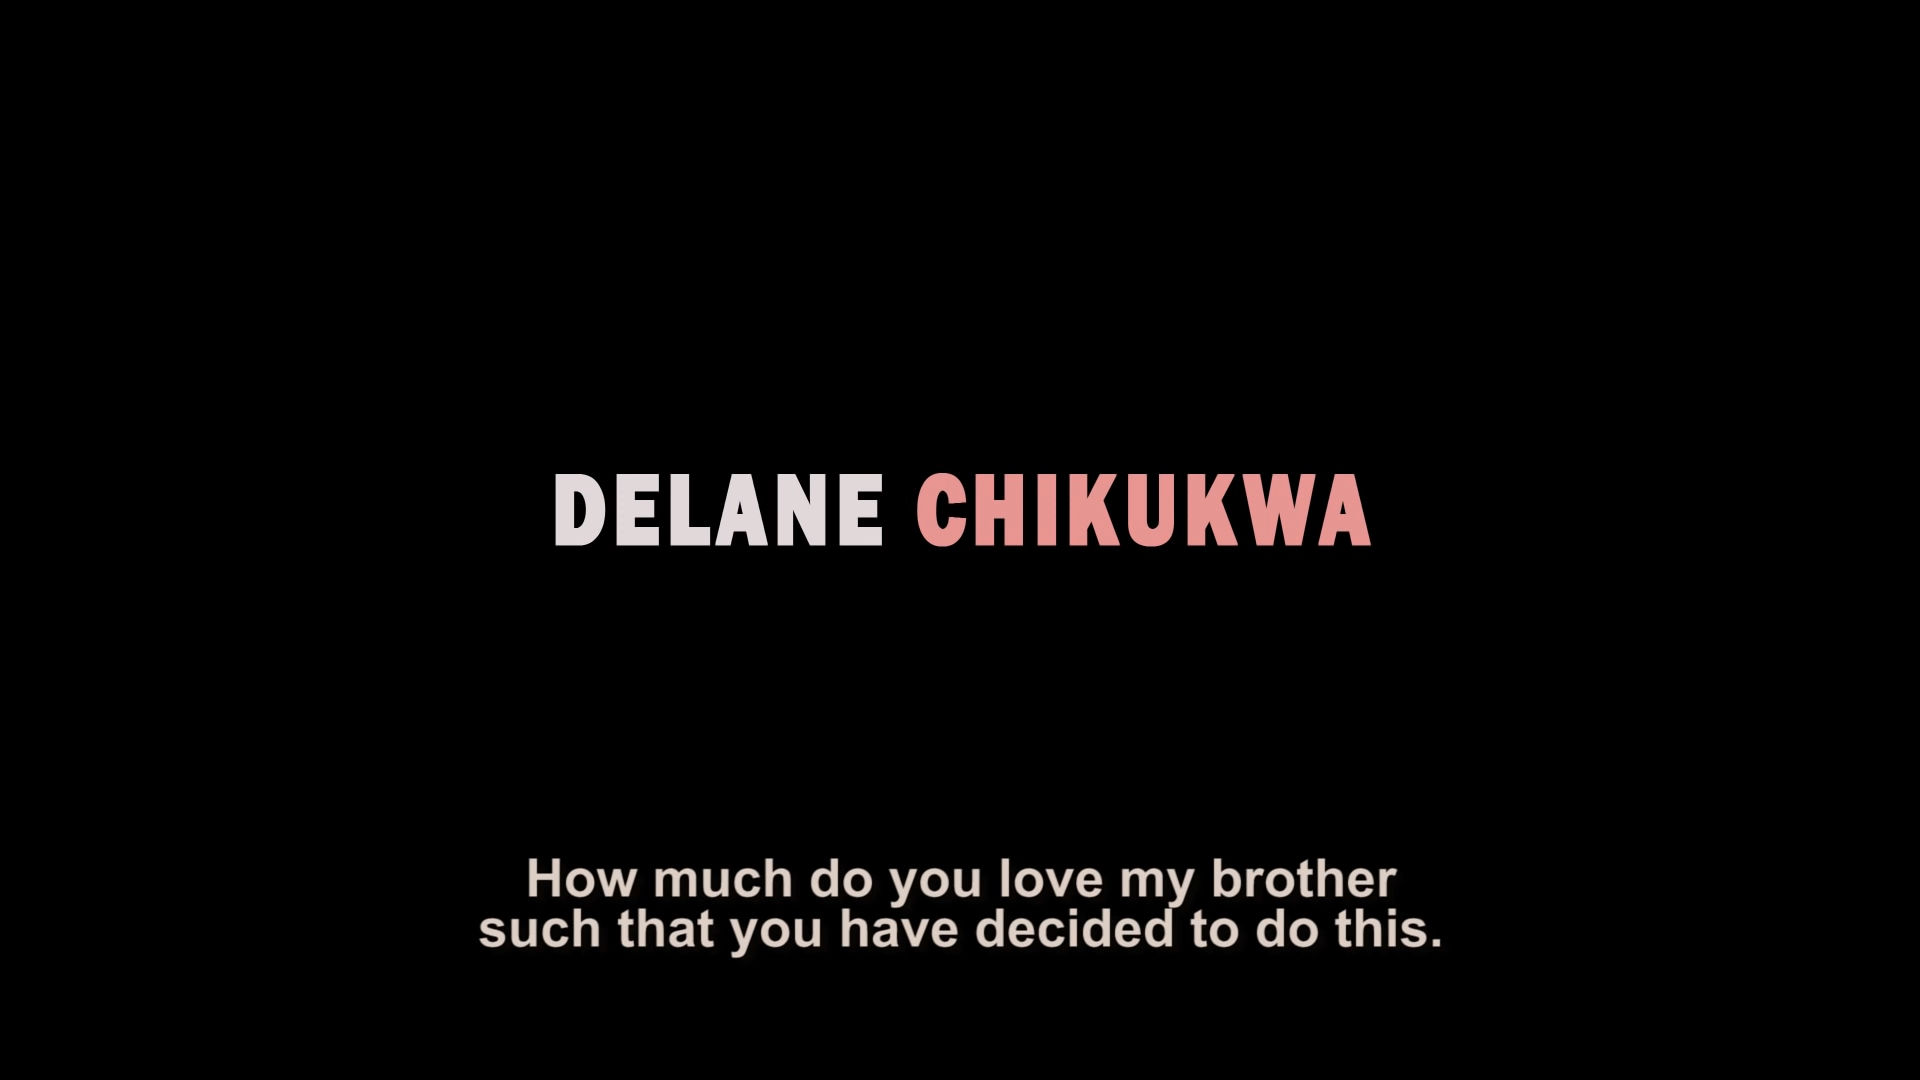 DELANE CHIKUKWA
How much do you love my brother
such that you have decided to do this.